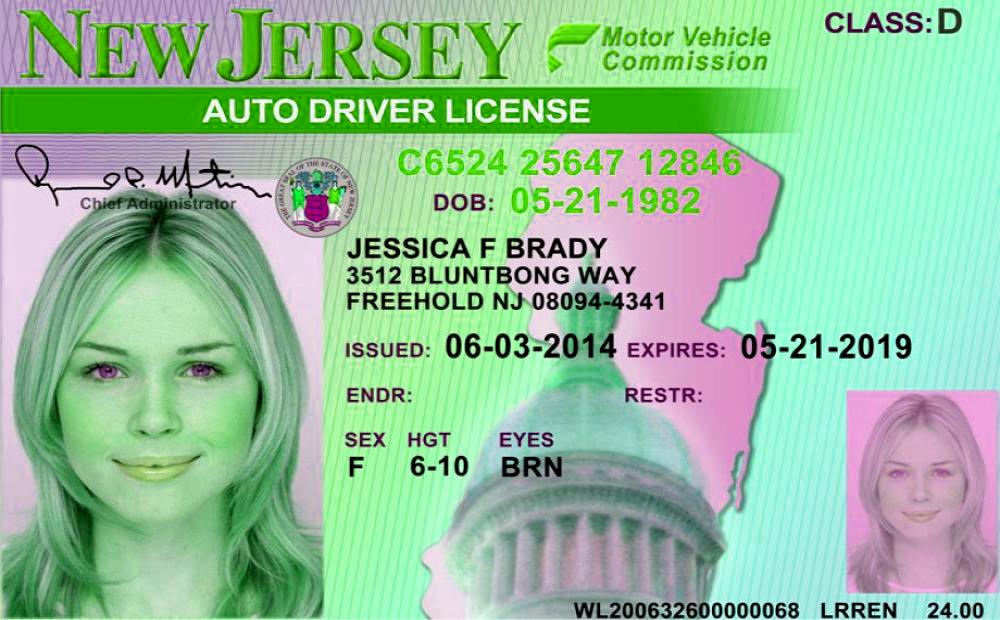 NEW JERSEY
Motor Vehicle
Commission
CLASS: D
AUTO DRIVER LICENSE
C6524 25647 12846
Chief Administrator
THE GREAT SEAL OF THE STATE OF NEW JERSEY
DOB: 05-21-1982
JESSICA F BRADY
3512 BLUNTBONG WAY
FREEHOLD NJ 08094-4341
ISSUED: 06-03-2014 EXPIRES: 05-21-2019
ENDR: RESTR:
SEX HGT EYES
F 6-10 BRN
WL200632600000068 LRREN 24.00